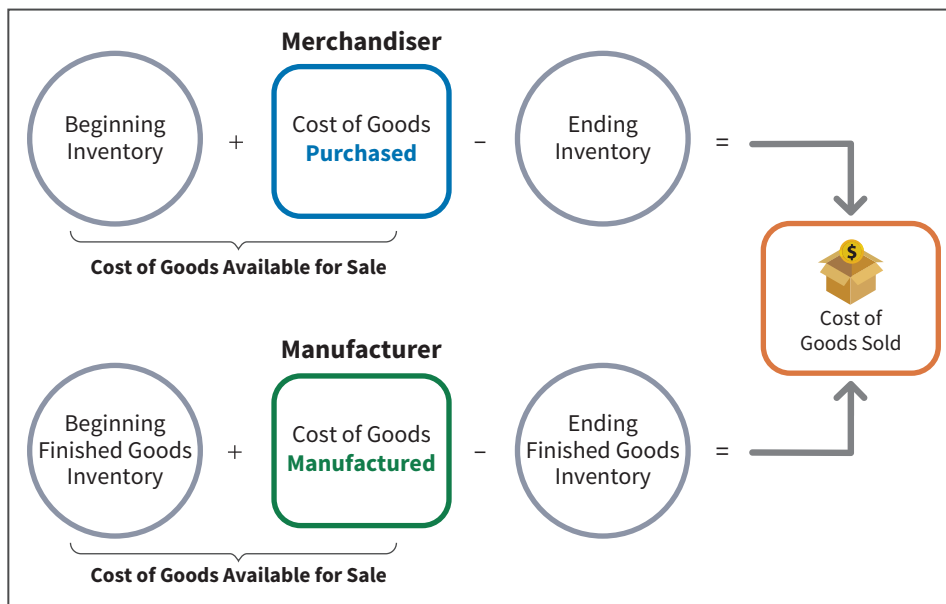 Merchandiser
Beginning
Inventory
+
Cost of Goods
Purchased
–
Ending
Inventory
=
Cost of Goods Available for Sale
$
Cost of
Goods Sold
Manufacturer
Beginning
Finished Goods
Inventory
+
Cost of Goods
Manufactured
–
Ending
Finished Goods
Inventory
=
Cost of Goods Available for Sale